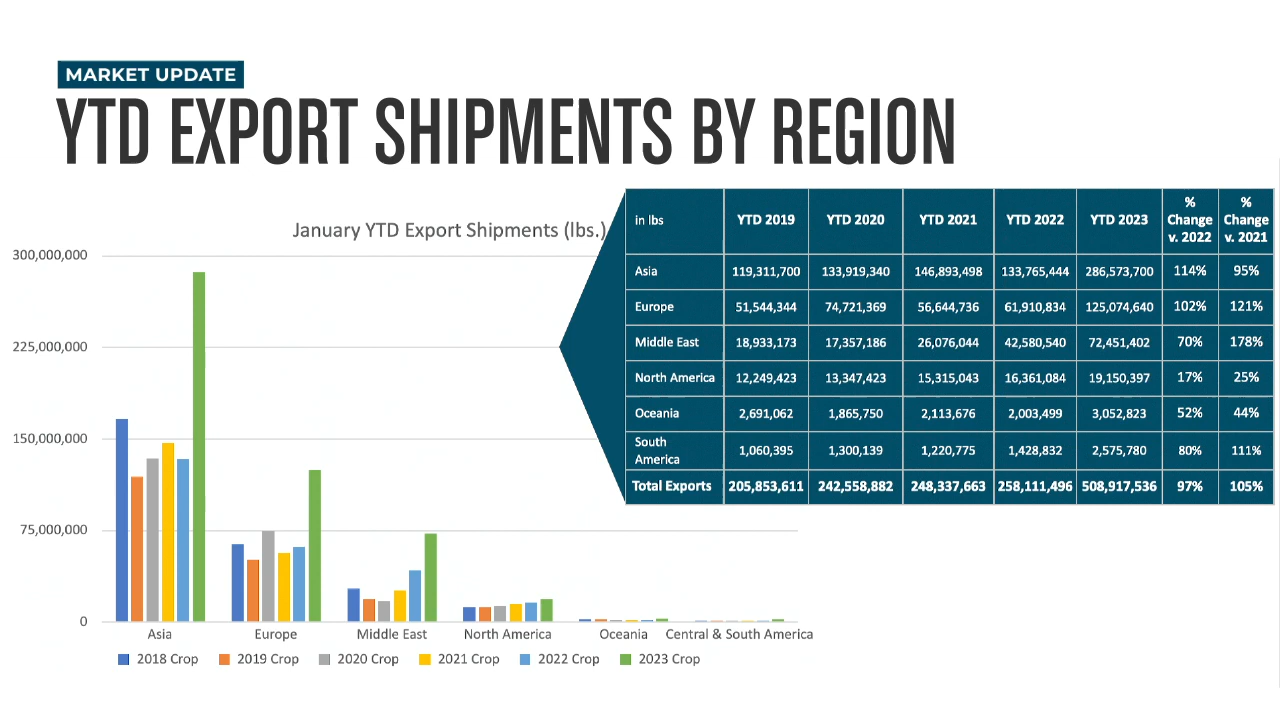 MARKET UPDATE
YTD EXPORT SHIPMENTS BY REGION
January YTD Export Shipments (lbs.)
300,000,000
225,000,000
150,000,000
75,000,000
0
Asia Europe Middle East North America Oceania Central & South America
2018 Crop 2019 Crop 2020 Crop 2021 Crop 2022 Crop 2023 Crop
in lbs YTD 2019 YTD 2020 YTD 2021 YTD 2022 YTD 2023 % Change v. 2022 % Change v. 2021
Asia 119,311,700 133,919,340 146,893,498 133,765,444 286,573,700 114% 95%
Europe 51,544,344 74,721,369 56,644,736 61,910,834 125,074,640 102% 121%
Middle East 18,933,173 17,357,186 26,076,044 42,580,540 72,451,402 70% 178%
North America 12,249,423 13,347,423 15,315,043 16,361,084 19,150,397 17% 25%
Oceania 2,691,062 1,865,750 2,113,676 2,003,499 3,052,823 52% 44%
South America 1,060,395 1,300,139 1,220,775 1,428,832 2,575,780 80% 111%
Total Exports 205,853,611 242,558,882 248,337,663 258,111,496 508,917,536 97% 105%